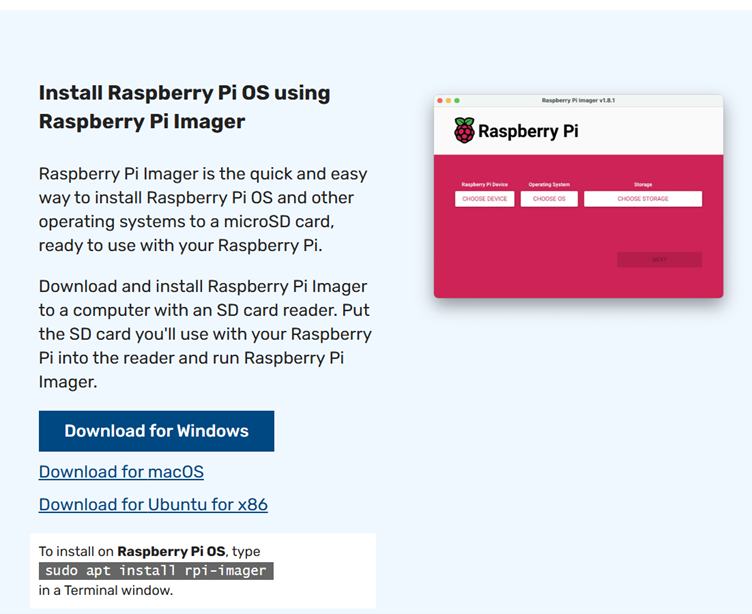 Install Raspberry Pi OS using
Raspberry Pi Imager
Raspberry Pi Imager is the quick and easy
way to install Raspberry Pi OS and other
operating systems to a microSD card,
ready to use with your Raspberry Pi.
Download and install Raspberry Pi Imager
to a computer with an SD card reader. Put
the SD card you'll use with your Raspberry
Pi into the reader and run Raspberry Pi
Imager.
Download for Windows
Download for macOS
Download for Ubuntu for x86
To install on Raspberry Pi OS, type
sudo apt install rpi-imager
in a Terminal window.
Raspberry Pi Imager v1.8.1
Raspberry Pi
Raspberry Pi Device Operating System Storage
CHOOSE DEVICE CHOOSE OS CHOOSE STORAGE
NEXT